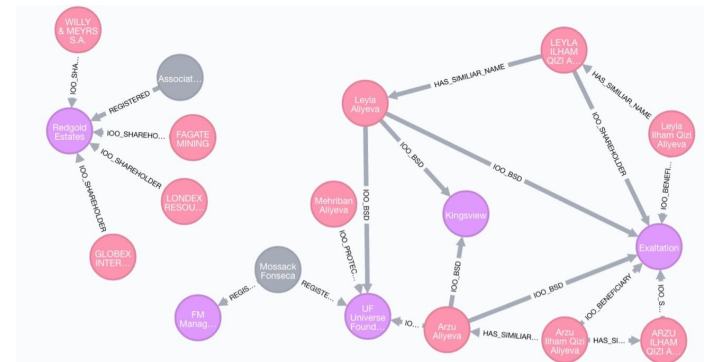 WILLY
& MEYRS
S.A.
IOO_SHA...
Associat...
REGISTERED
Redgold
Estates
IOO_SHAREHO...
FAGATE
MINING
IOO_SHAREHOLDER
LONDEX
RESOU...
IOO_SHAREHOLDER
GLOBEX
INTER...
LEYLA
ILHAM
QIZI A...
HAS_SIMILIAR_NAME
HAS_SIMILIAR_NAME
Leyla
Aliyeva
Leyla
Ilham Qizi
Aliyeva
IOO_SHAREHOLDER
IOO_BSD
IOO_BSD
IOO_BSD
IOO_BENEFI...
Mehriban
Aliyeva
Kingsview
Exaltation
IOO_PROTEC...
IOO_BSD
IOO_BSD
Mossack
Fonseca
REGIS...
REGISTE...
FM
Manag...
UF
Universe
Found...
IO...
Arzu
Aliyeva
HAS_SIMILIAR...
IOO_BENEFICIARY
Arzu
Ilham Qizi
Aliyeva
HAS_SI...
IOO_S...
ARZU
ILHAM
QIZI A...